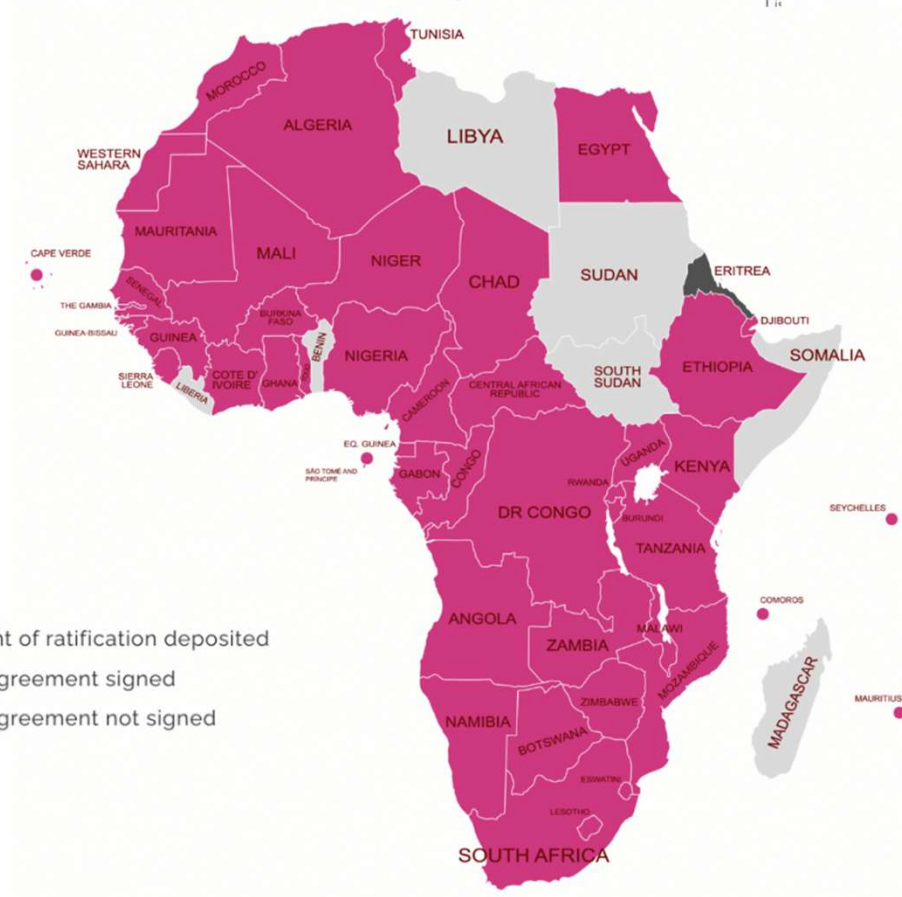 TUNISIA
MOROCCO
ALGERIA
LIBYA
EGYPT
WESTERN
SAHARA
MAURITANIA
MALI
NIGER
CHAD
SUDAN
ERITREA
CAPE VERDE
SENEGAL
THE GAMBIA
BURKINA
FASO
DJIBOUTI
GUINEA-BISSAU
GUINEA
BENIN
NIGERIA
SOMALIA
ETHIOPIA
SOUTH
SUDAN
SIERRA
LEONE
LIBERIA
COTE D'
IVOIRE
GHANA
CAMEROON
CENTRAL AFRICAN
REPUBLIC
EQ. GUINEA
SÃO TOMÉ AND
PRÍNCIPE
GABON
CONGO
UGANDA
KENYA
RWANDA
DR CONGO
BURUNDI
SEYCHELLES
TANZANIA
COMOROS
ANGOLA
MALAWI
ZAMBIA
nt of ratification deposited
greement signed
greement not signed
MOZAMBIQUE
MADAGASCAR
MAURITIUS
ZIMBABWE
NAMIBIA
BOTSWANA
ESWATINI
LESOTHO
SOUTH AFRICA